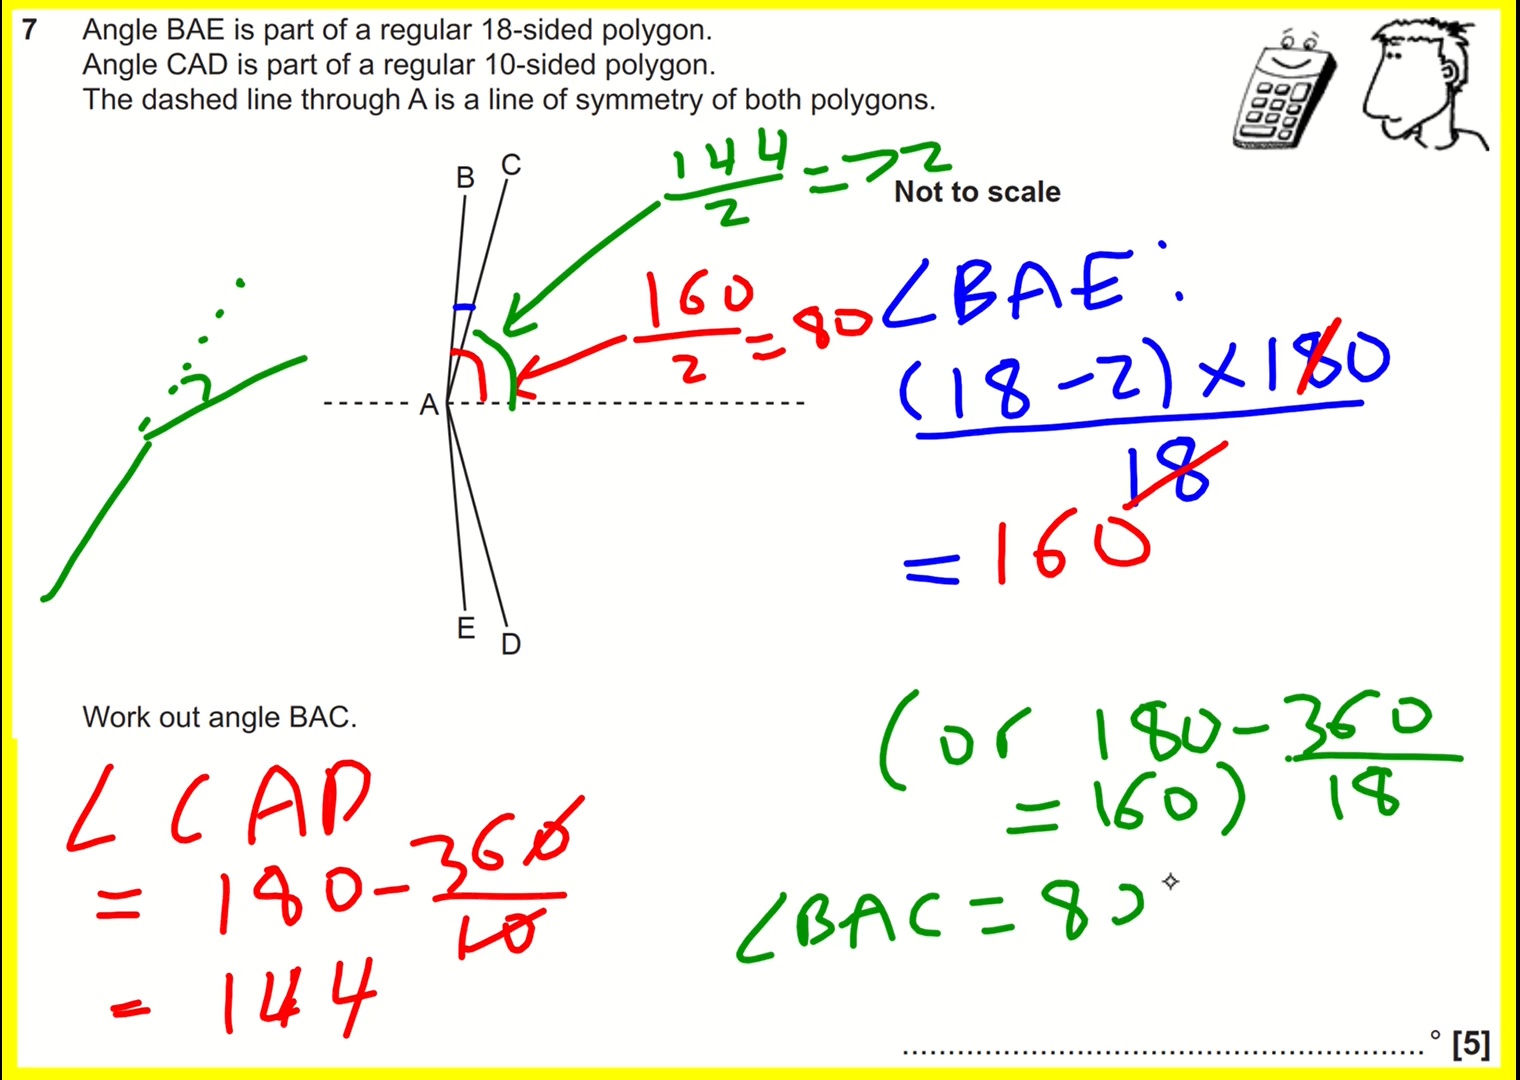 7 Angle BAE is part of a regular 18-sided polygon.
Angle CAD is part of a regular 10-sided polygon.
The dashed line through A is a line of symmetry of both polygons.
B C
144/2 = 72
Not to scale
∠BAE:
160/2 = 80
(18-2)×180
18
A
= 160
E D
Work out angle BAC.
(or 180-360/18
= 160)
∠CAD
= 180-360/10
∠BAC = 80
= 144
° [5]